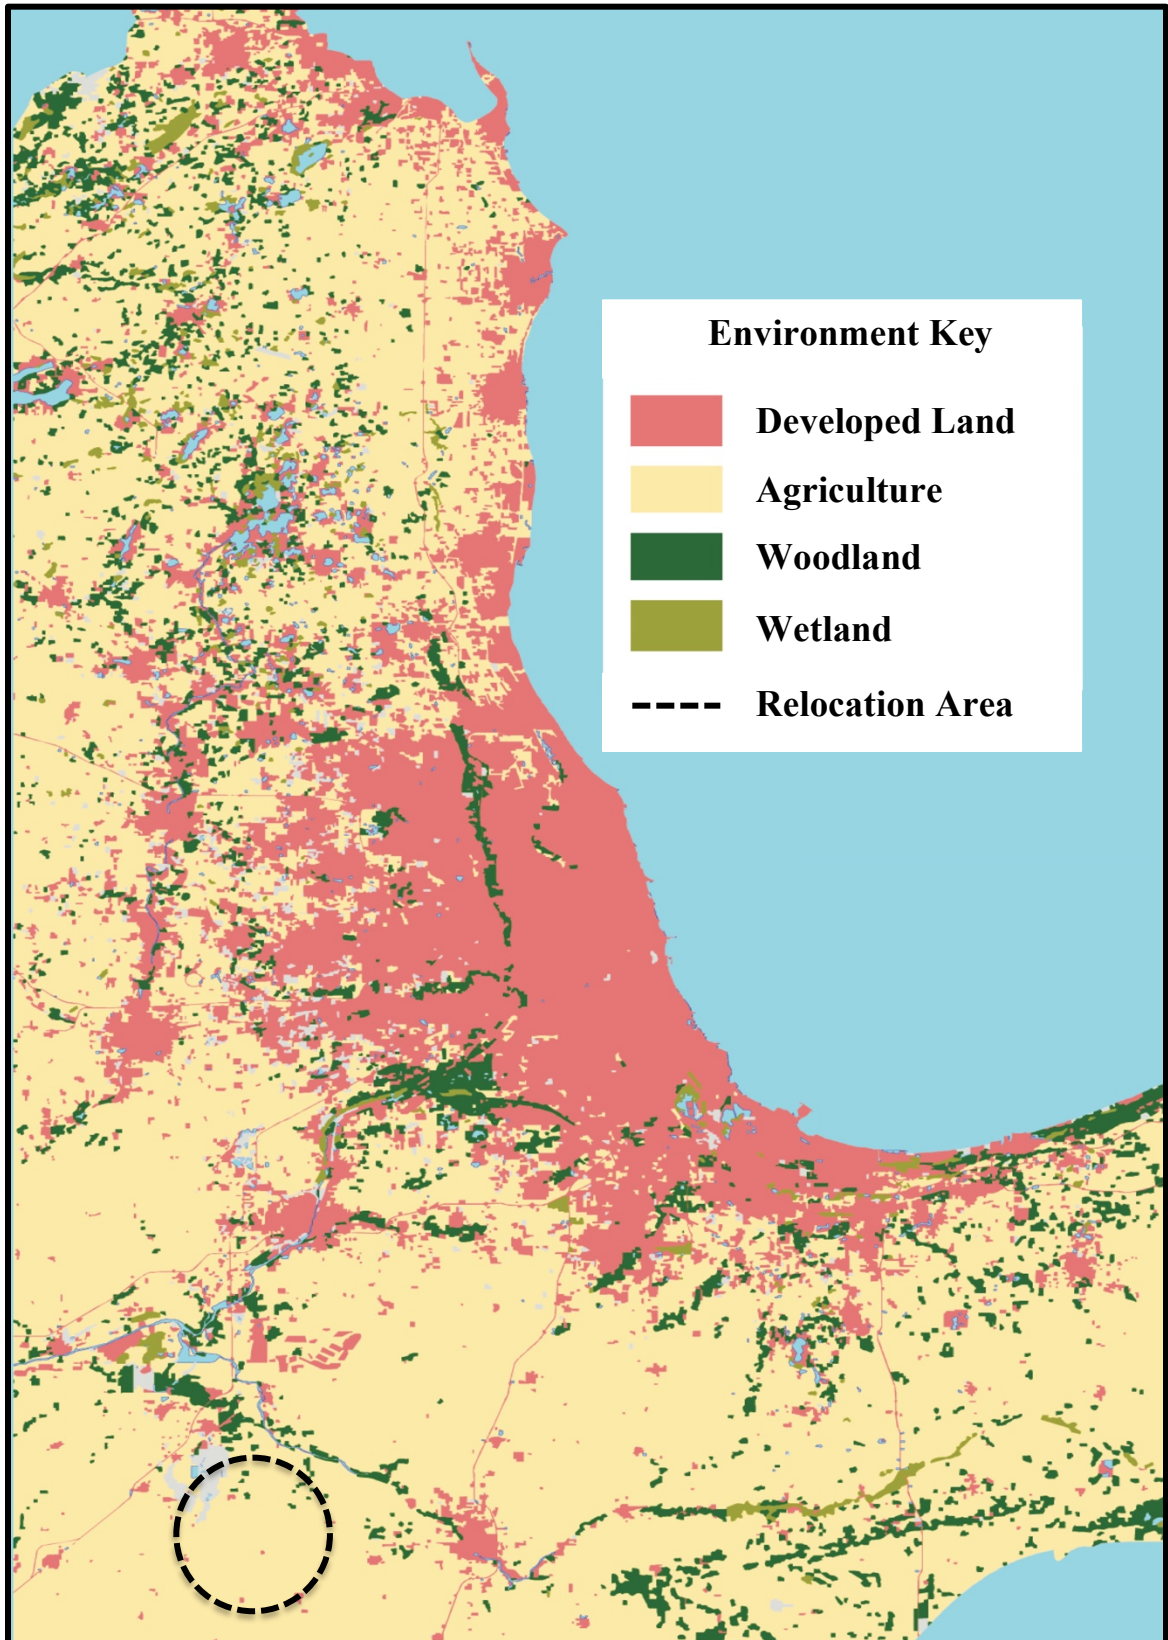 Environment Key
Developed Land
Agriculture
Woodland
Wetland
Relocation Area